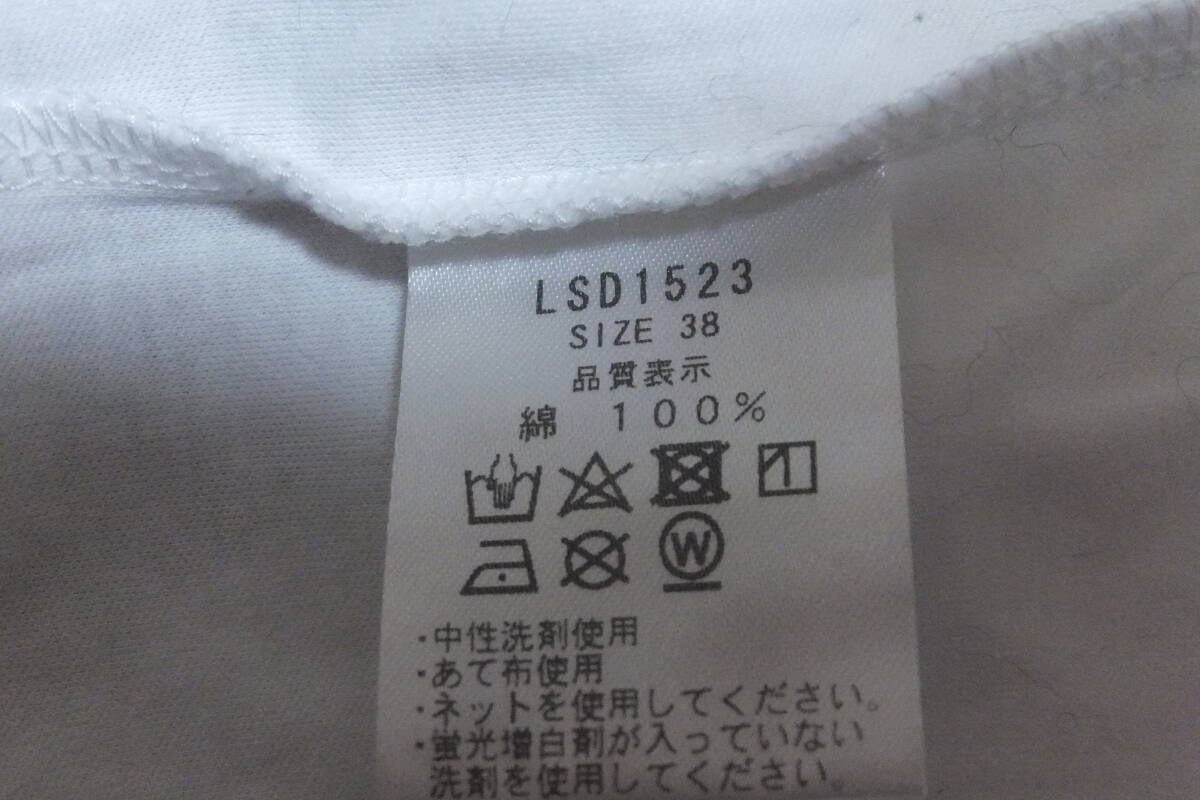 LSD1523
SIZE 38
品質表示
綿 100%
W
・中性洗剤使用
・あて布使用
・ネットを使用してください。
・蛍光増白剤が入っていない
洗剤を使用してください。